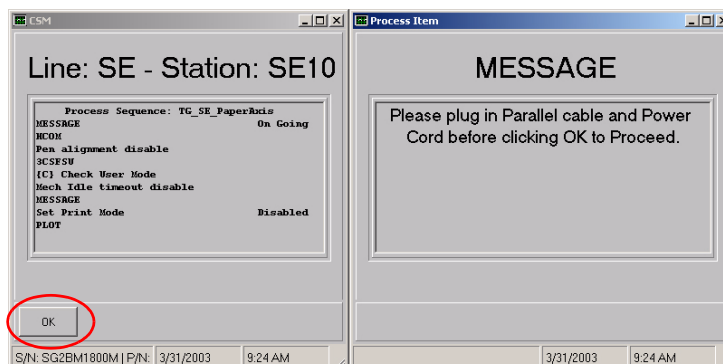 CSM
Line: SE - Station: SE10
Process Sequence: TG_SE_PaperAxis
MESSAGE On Going
HCOM
Pen alignment disable
3CSFSU
{C} Check User Mode
Mech Idle timeout disable
MESSAGE
Set Print Mode Disabled
PLOT
OK
S/N: SG2BM1800M | P/N: 3/31/2003 9:24 AM
Process Item
MESSAGE
Please plug in Parallel cable and Power
Cord before clicking OK to Proceed.
3/31/2003 9:24 AM